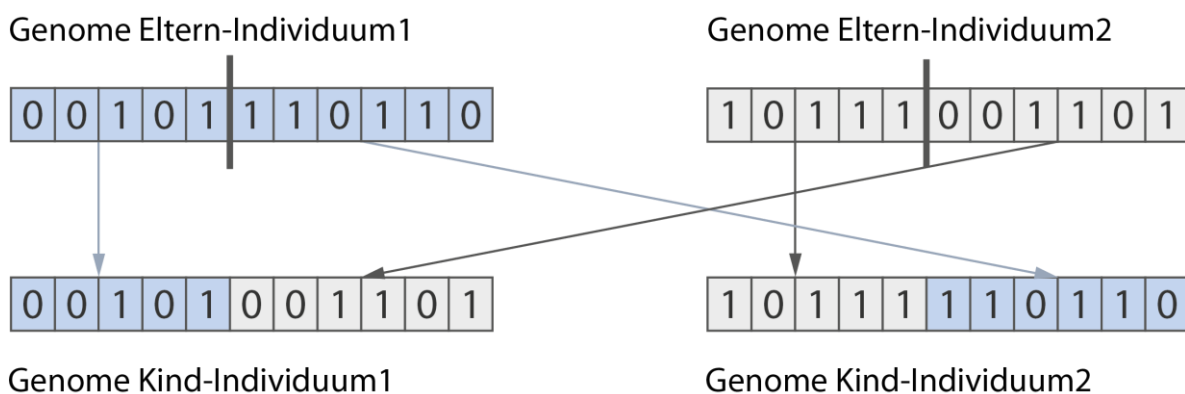 Genome Eltern-Individuum1
Genome Eltern-Individuum2
0 0 1 0 1 1 1 0 1 1 0
1 0 1 1 1 0 0 1 1 0 1
0 0 1 0 1 0 0 1 1 0 1
1 0 1 1 1 1 1 0 1 1 0
Genome Kind-Individuum1
Genome Kind-Individuum2